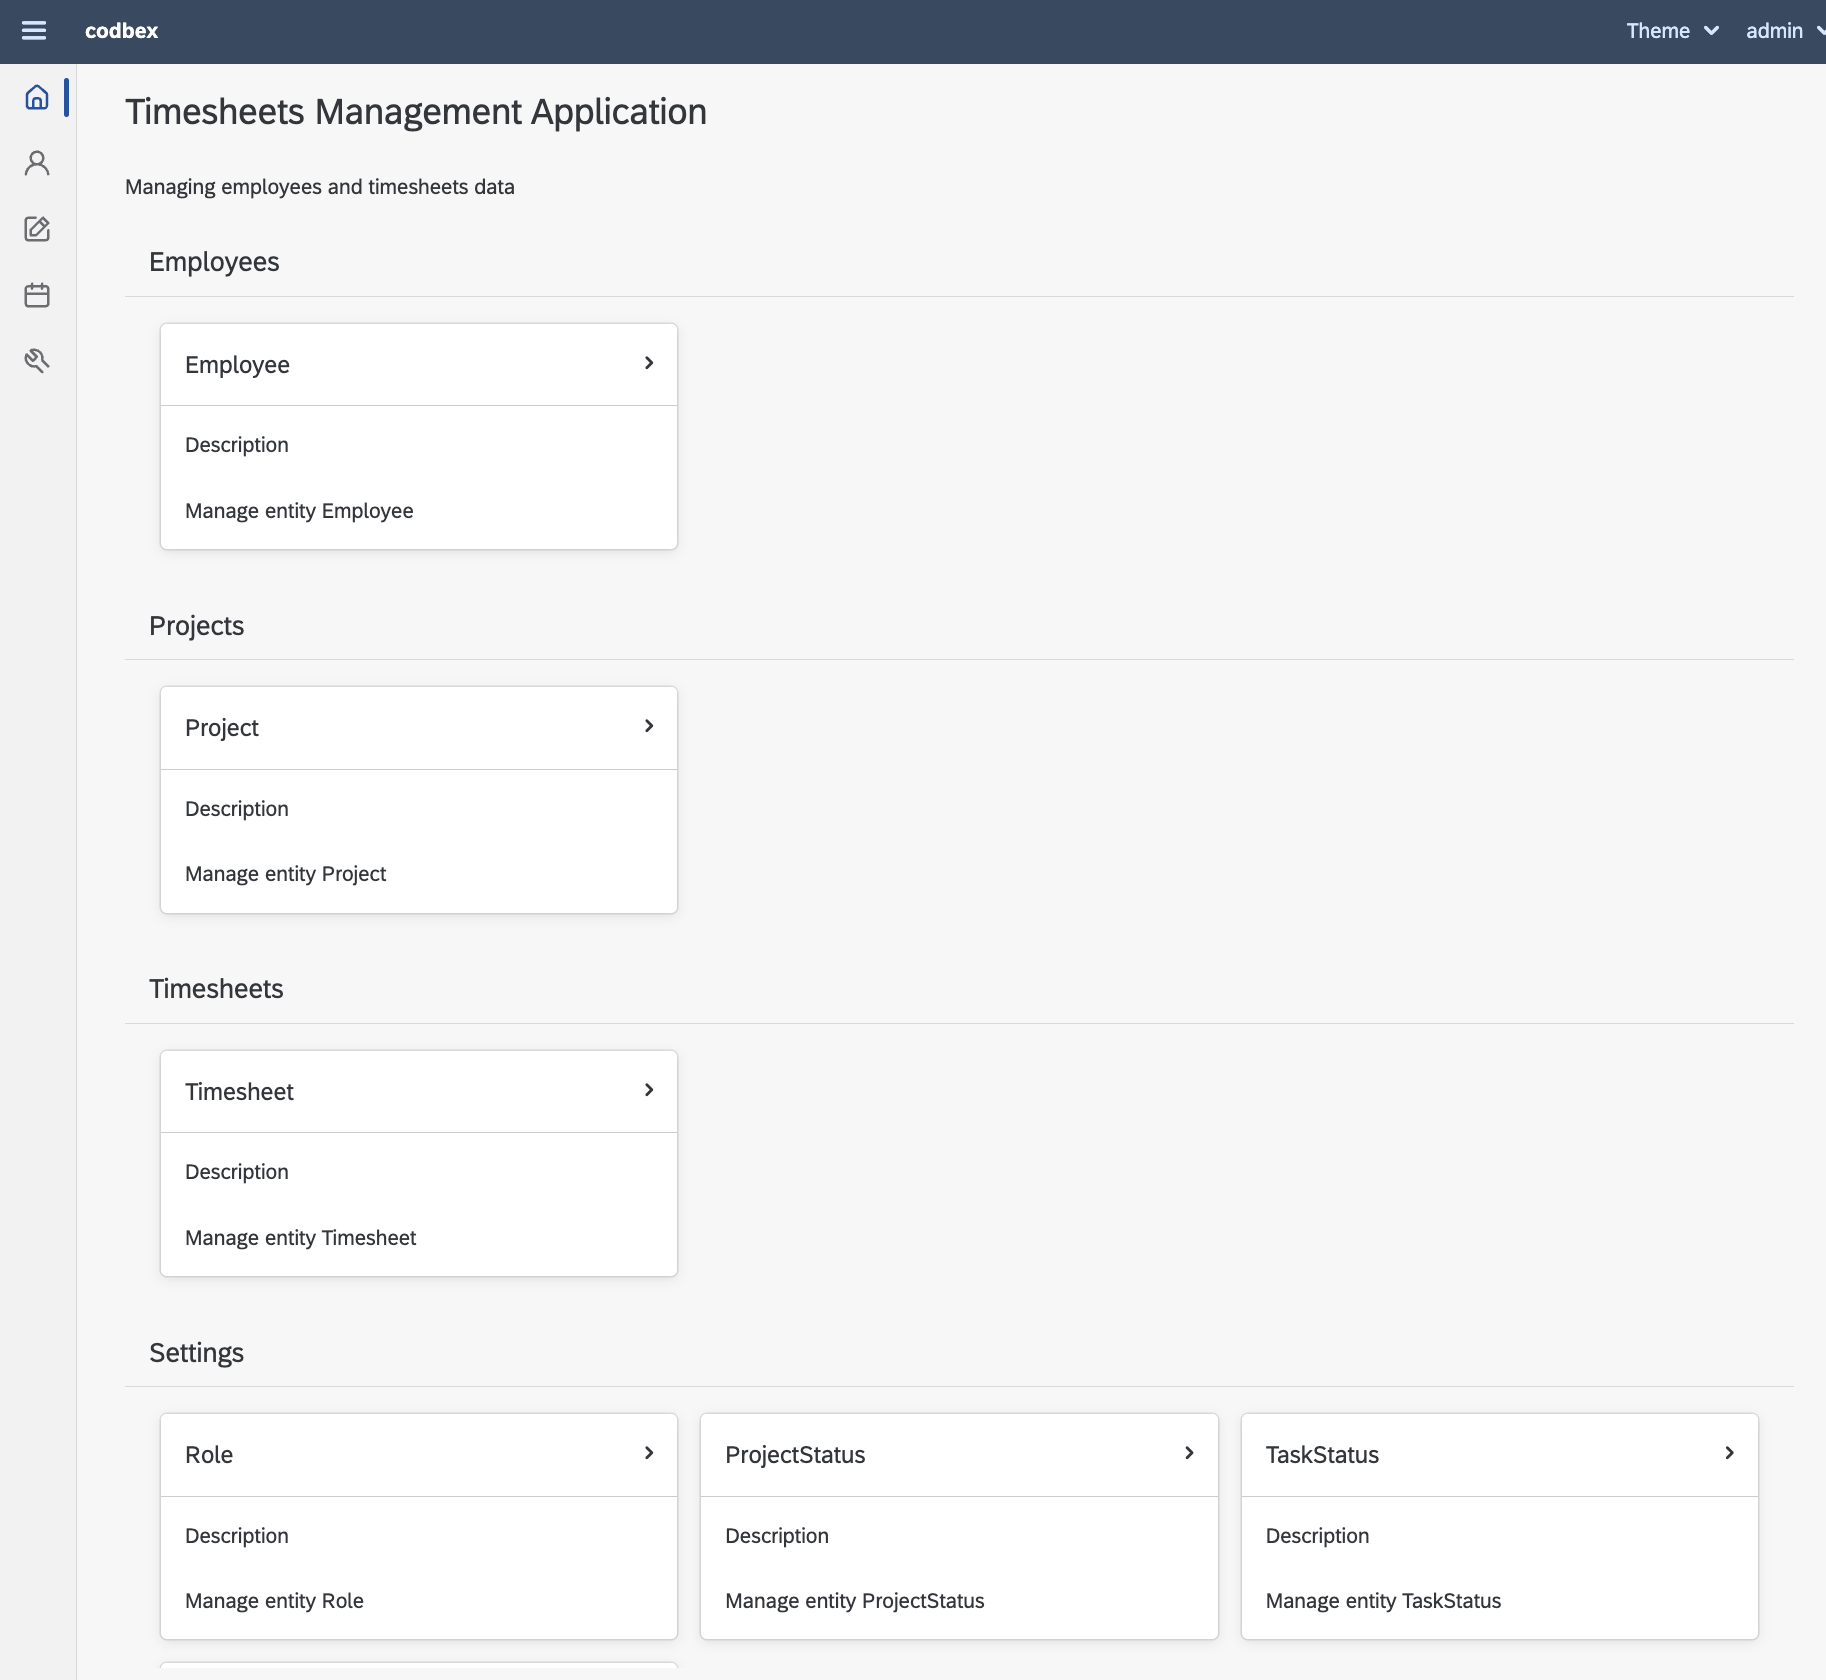 codbex
Theme
admin
Timesheets Management Application
Managing employees and timesheets data
Employees
Employee
Description
Manage entity Employee
Projects
Project
Description
Manage entity Project
Timesheets
Timesheet
Description
Manage entity Timesheet
Settings
Role
ProjectStatus
TaskStatus
Description
Description
Description
Manage entity Role
Manage entity ProjectStatus
Manage entity TaskStatus